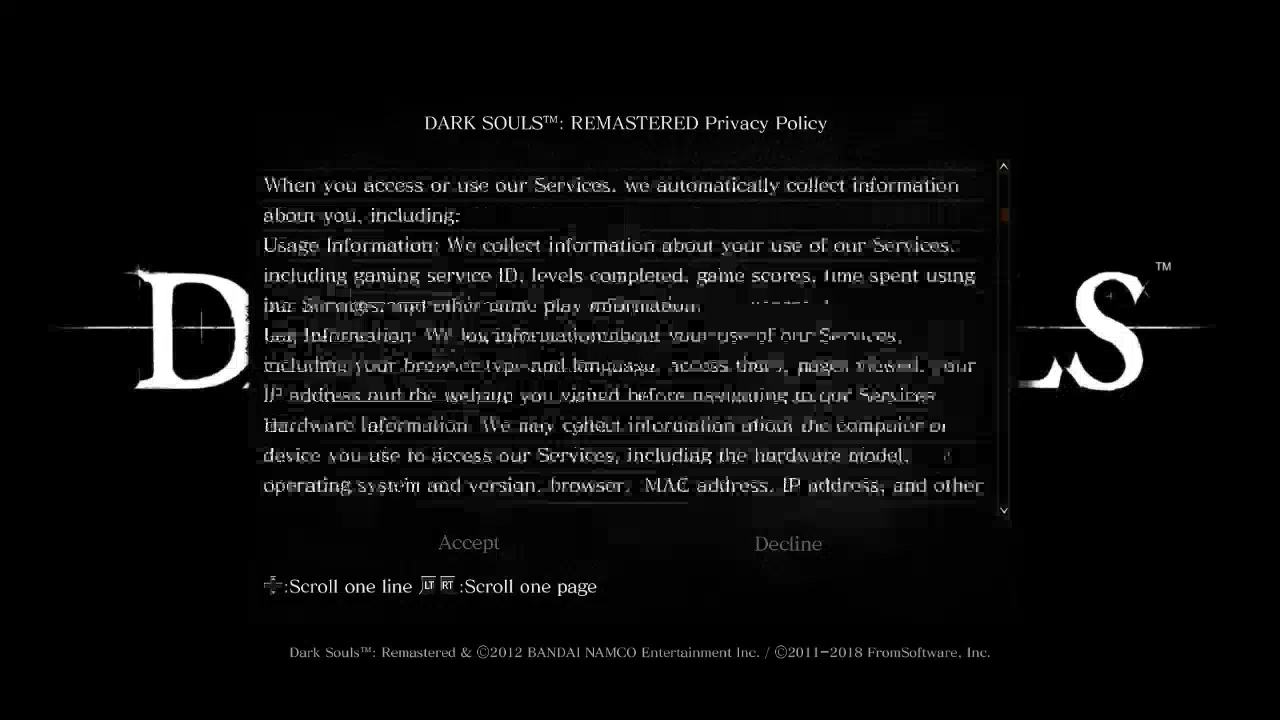 DARK SOULS™: REMASTERED Privacy Policy
When you access or use our Services, we automatically collect information
about you, including:
Usage Information: We collect information about your use of our Services,
including gaming service ID, levels completed, game scores, time spent using
our Services, and other game play information.
Log Information: We log information about your use of our Services,
including your browser type and language, access times, pages viewed, your
IP address and the website you visited before navigating to our Services
Hardware Information: We may collect information about the computer or
device you use to access our Services, including the hardware model,
operating system and version, browser, MAC address, IP address, and other
D
LS™
Accept
Decline
:Scroll one line / LT RT :Scroll one page
Dark Souls™: Remastered & ©2012 BANDAI NAMCO Entertainment Inc. / ©2011-2018 FromSoftware, Inc.